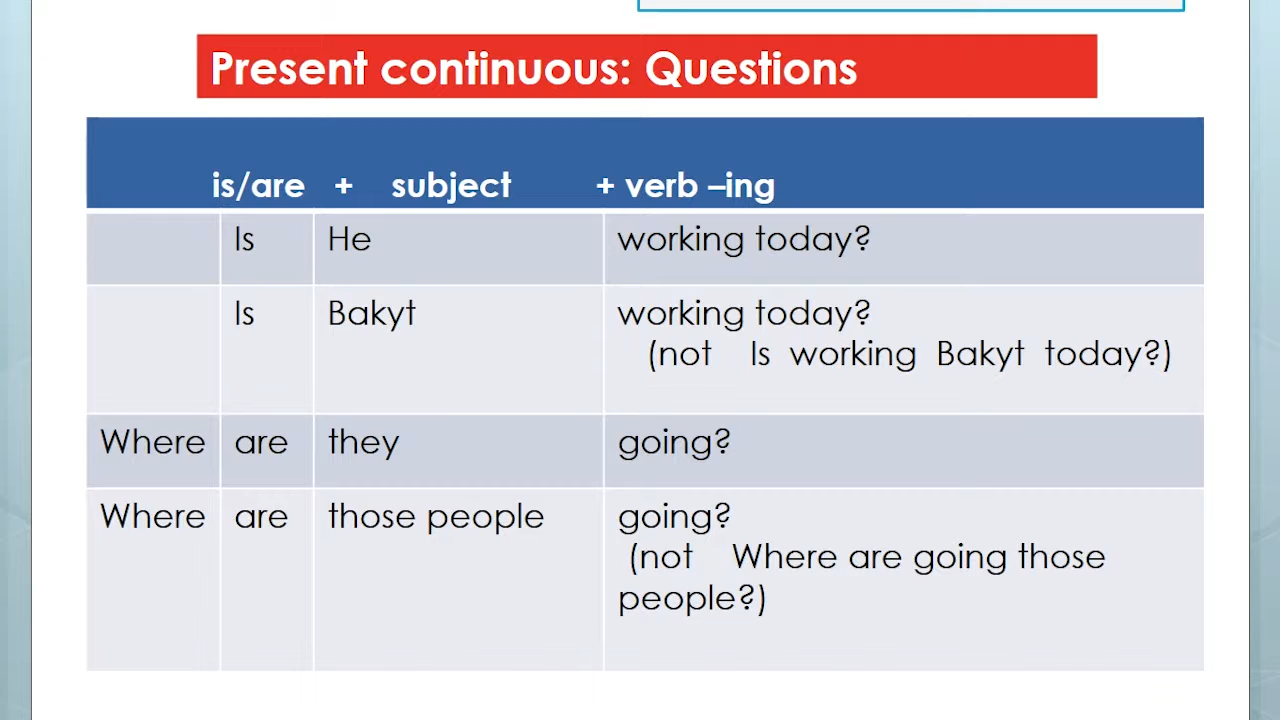 Present continuous: Questions
is/are + subject + verb –ing
Is He working today?
Is Bakyt working today?
(not Is working Bakyt today?)
Where are they going?
Where are those people going?
(not Where are going those
people?)